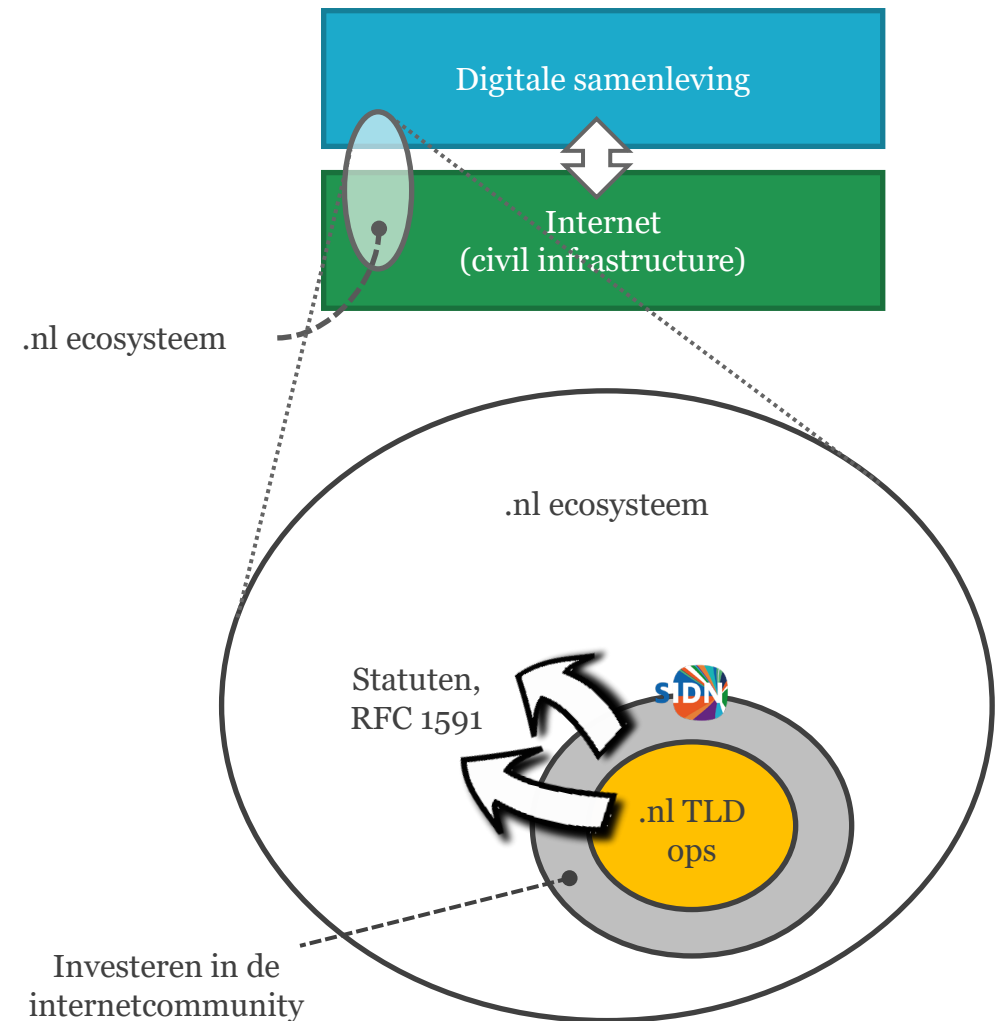 Digitale samenleving
Internet
(civil infrastructure)
.nl ecosysteem
.nl ecosysteem
Statuten,
RFC 1591
SIDN
.nl TLD
ops
Investeren in de
internetcommunity